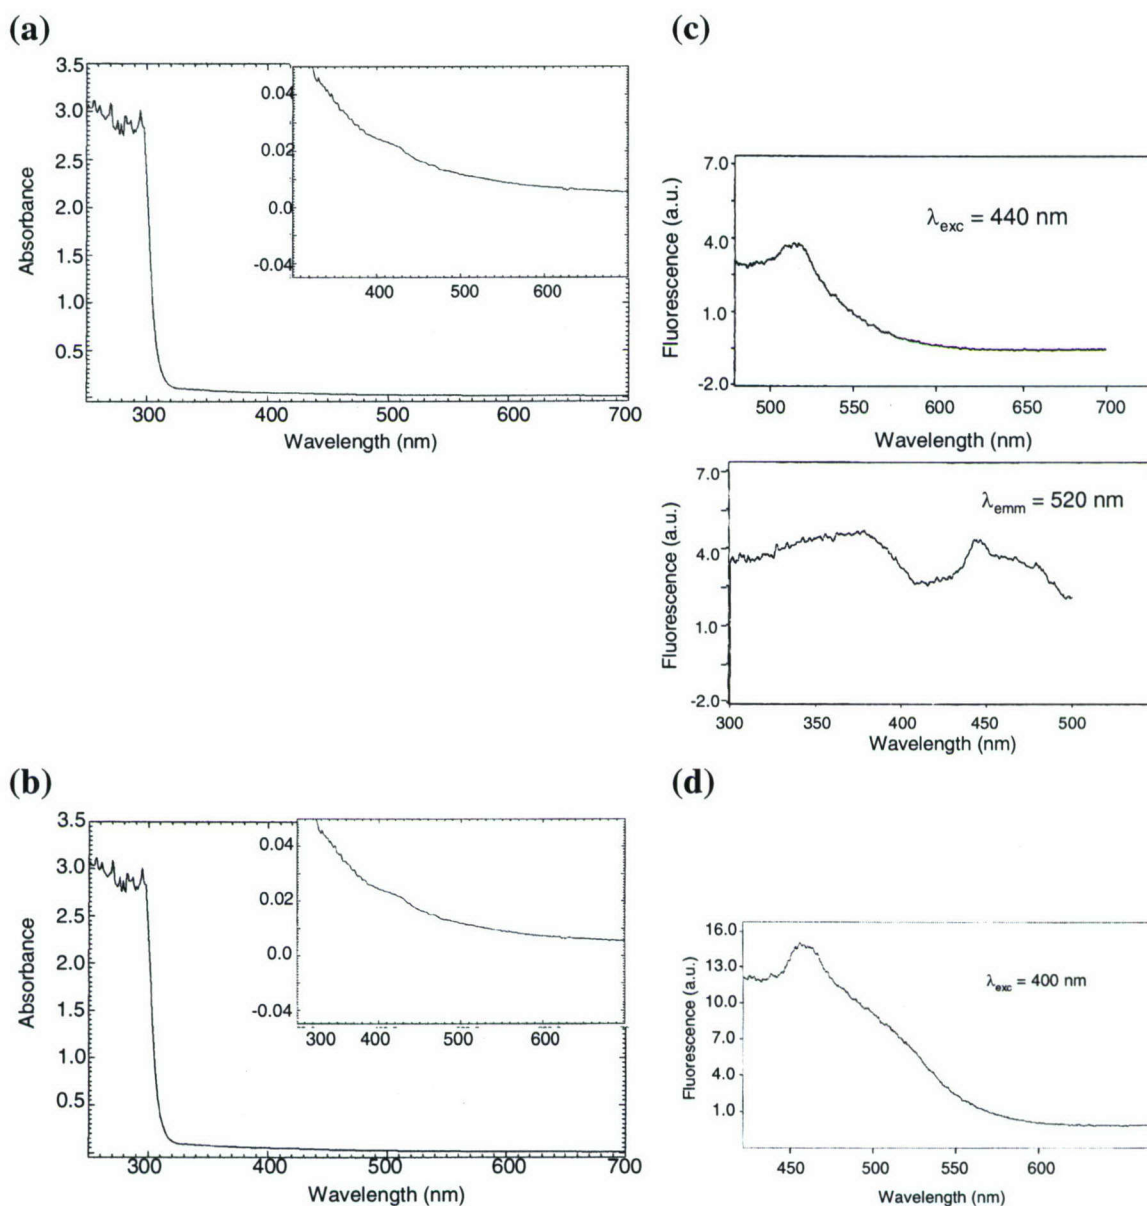 (a)
3.5
3.0
2.5
2.0
1.5
1.0
0.5
Absorbance
300 400 500 600 700
Wavelength (nm)
0.04
0.02
0.0
-0.04
400 500 600
(c)
7.0
4.0
1.0
-2.0
Fluorescence (a.u.)
λexc = 440 nm
500 550 600 650 700
Wavelength (nm)
7.0
4.0
1.0
-2.0
Fluorescence (a.u.)
λemm = 520 nm
300 350 400 450 500
Wavelength (nm)
(b)
3.5
3.0
2.5
2.0
1.5
1.0
0.5
Absorbance
300 400 500 600 700
Wavelength (nm)
0.04
0.02
0.0
-0.04
300 400 500 600
(d)
16.0
13.0
10.0
7.0
4.0
1.0
Fluorescence (a.u.)
λexc = 400 nm
450 500 550 600
Wavelength (nm)